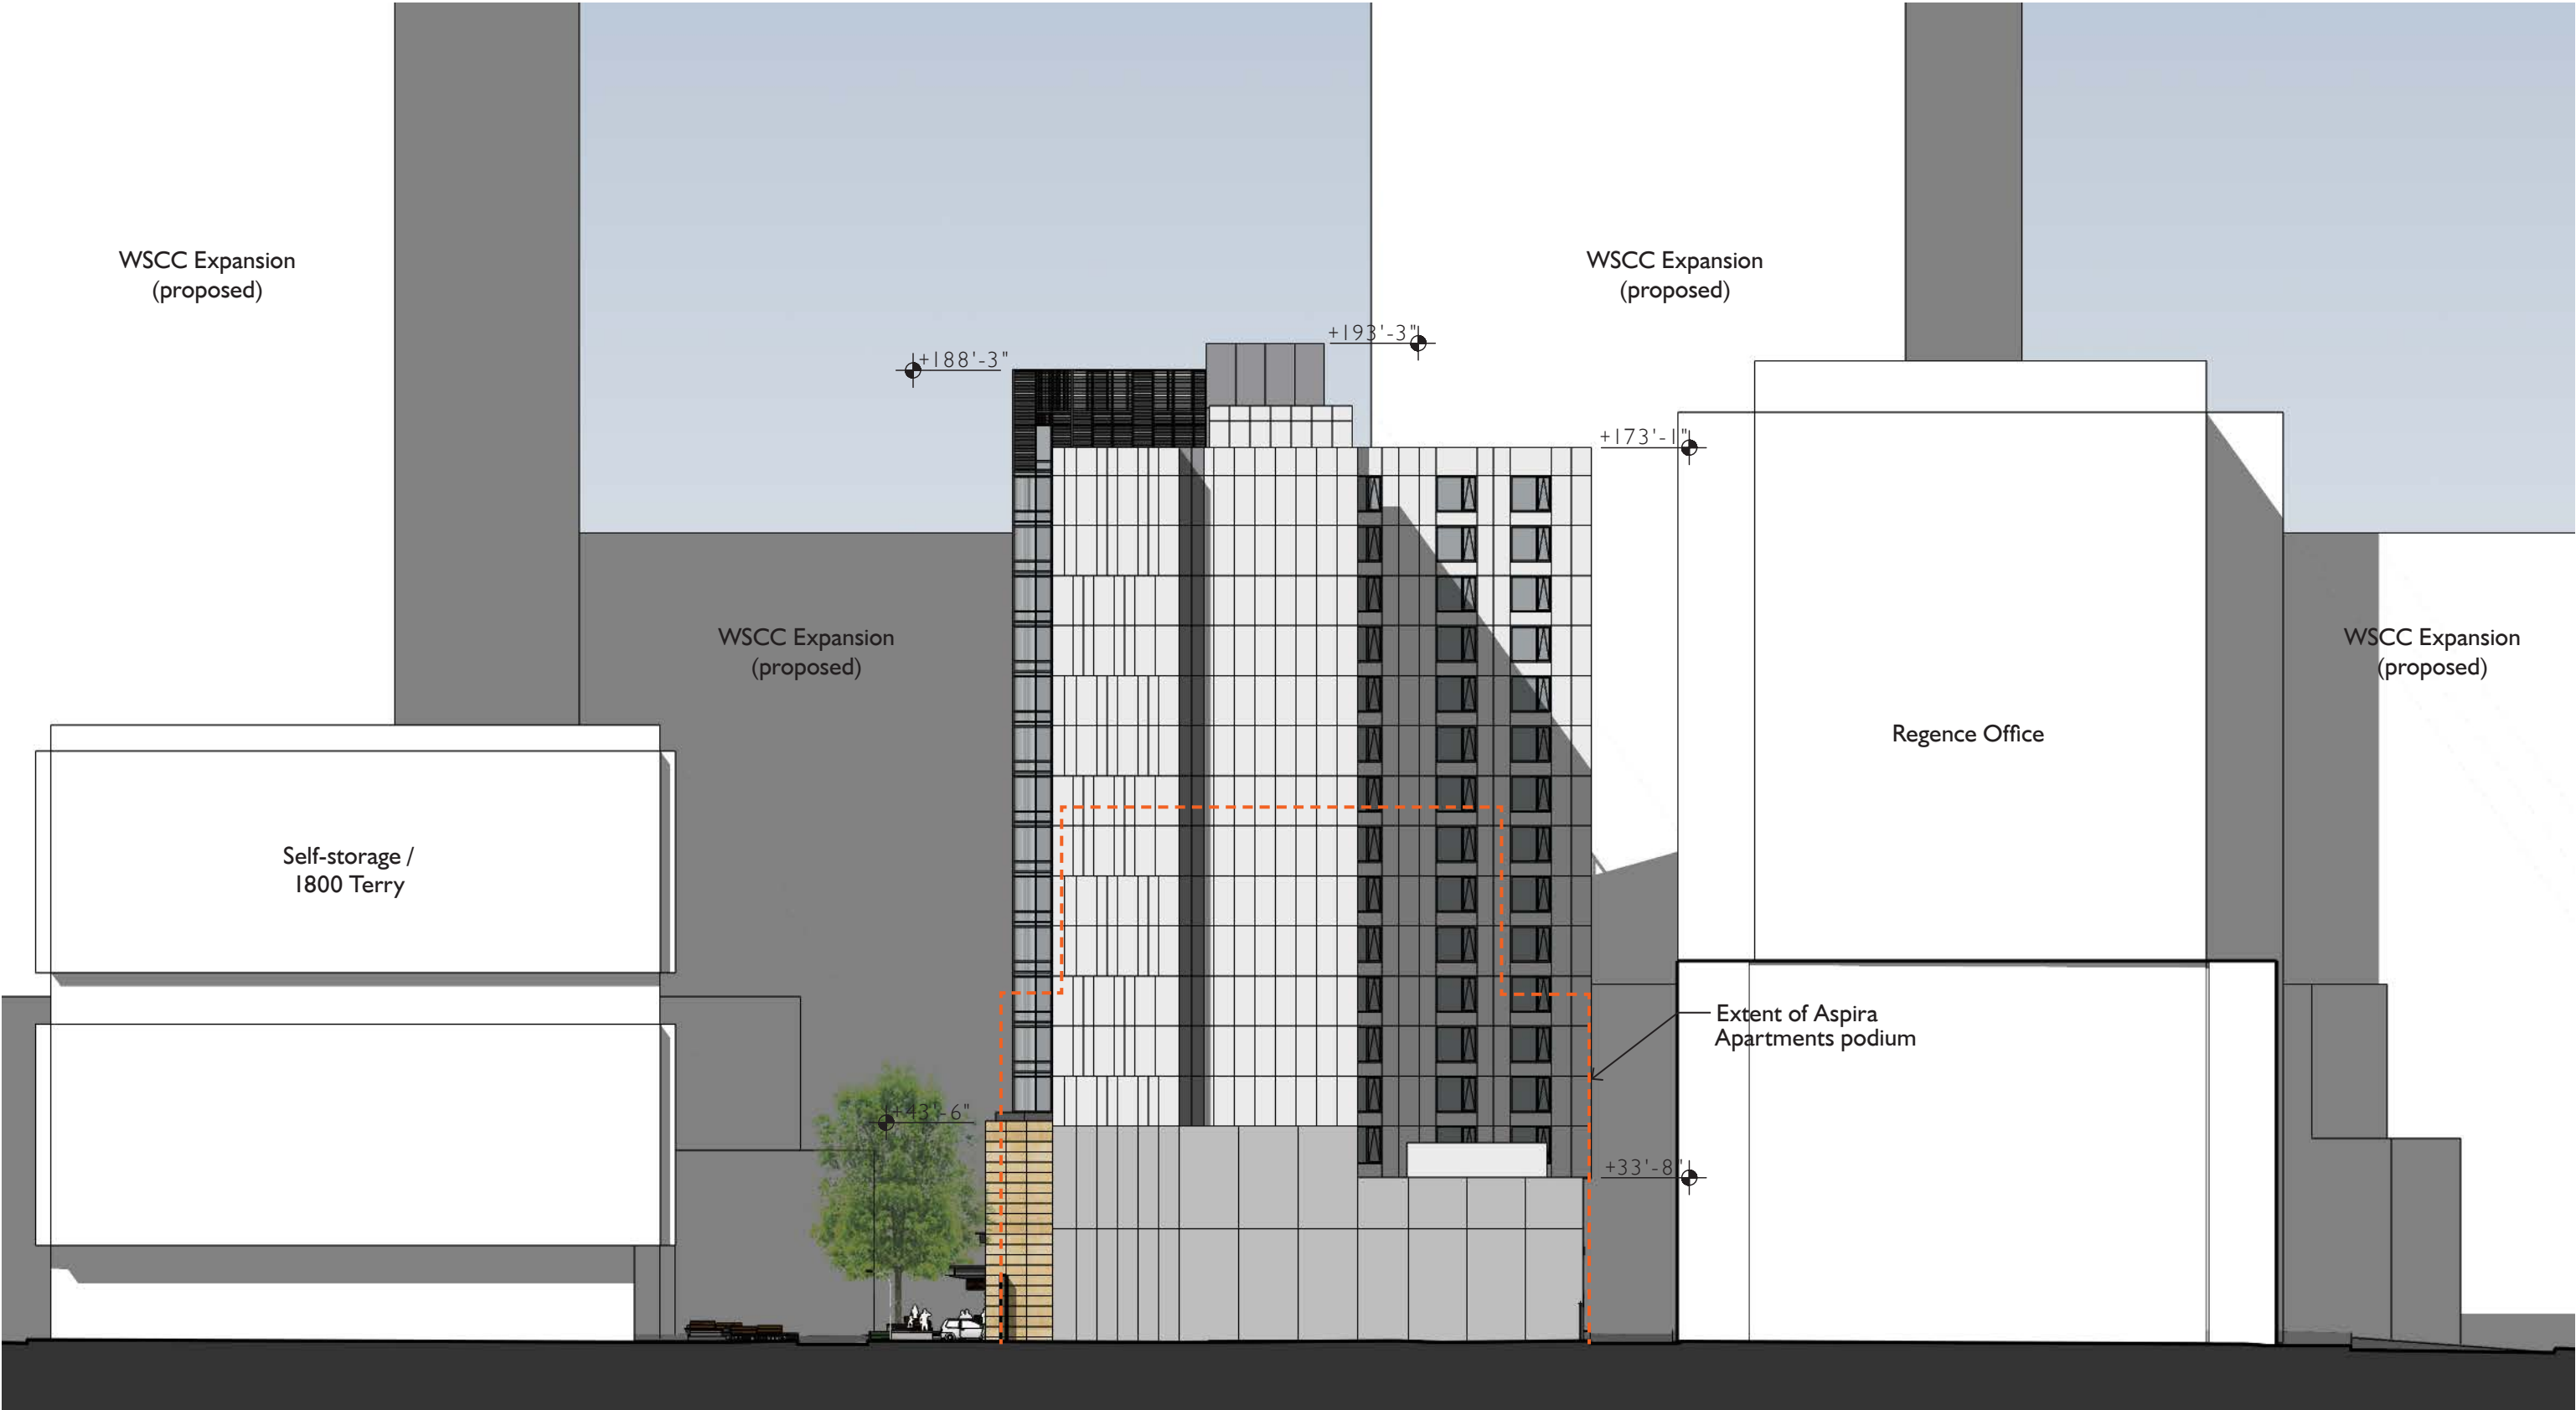 WSCC Expansion
(proposed)
WSCC Expansion
(proposed)
+193'-3"
+188'-3"
+173'-1"
WSCC Expansion
(proposed)
WSCC Expansion
(proposed)
Regence Office
Self-storage /
1800 Terry
Extent of Aspira
Apartments podium
+43'-6"
+33'-8"